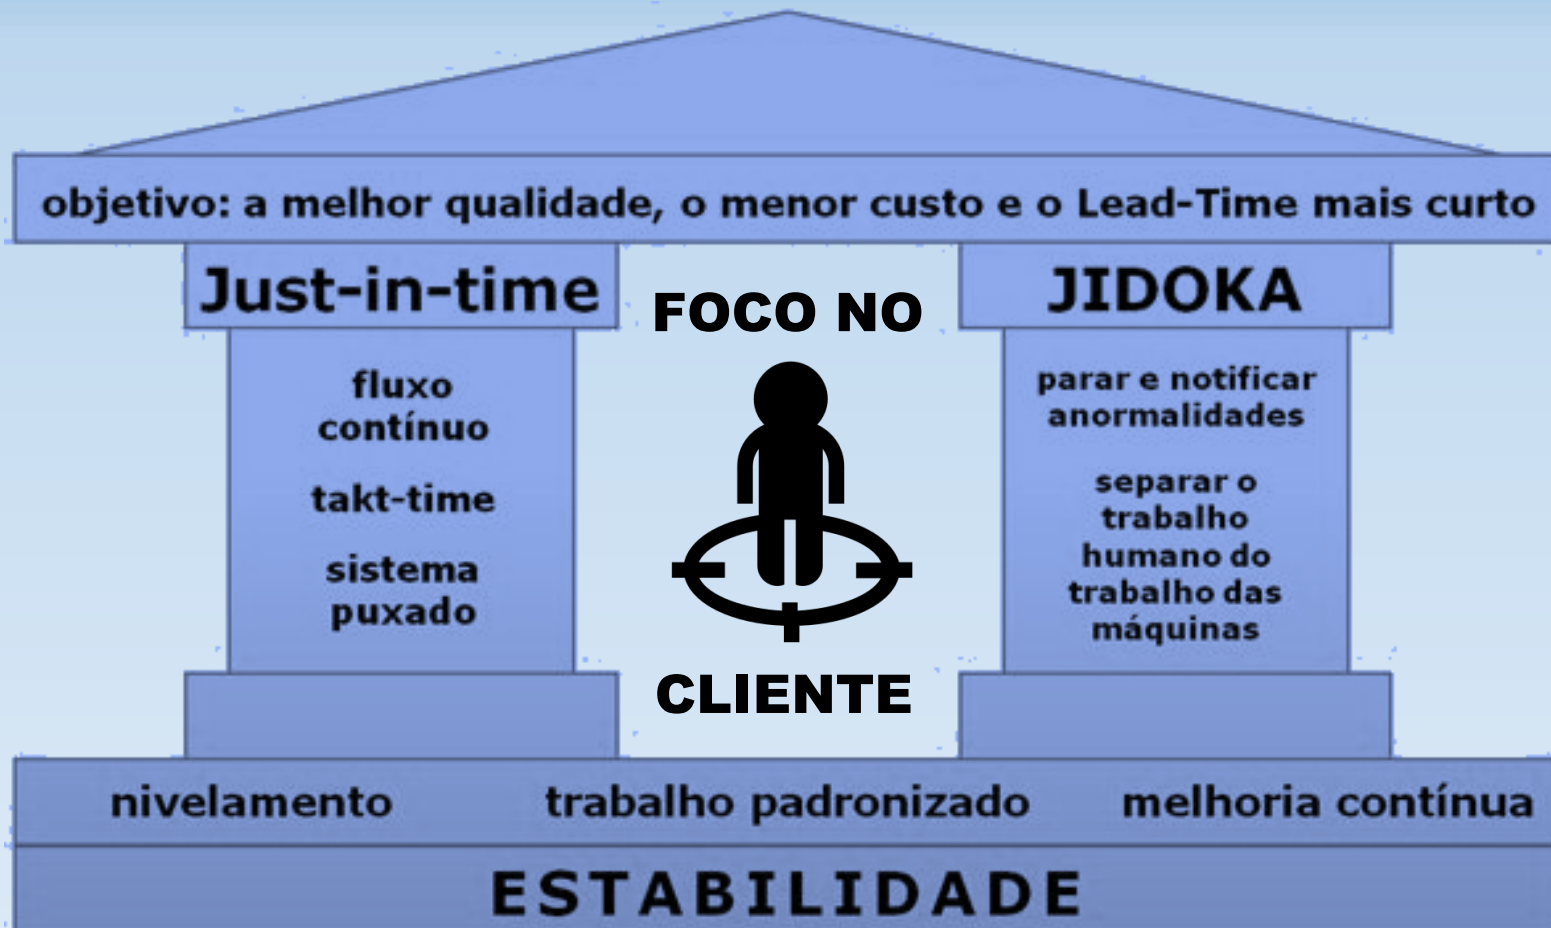 objetivo: a melhor qualidade, o menor custo e o Lead-Time mais curto
Just-in-time
fluxo
contínuo
takt-time
sistema
puxado
FOCO NO
CLIENTE
JIDOKA
parar e notificar
anormalidades
separar o
trabalho
humano do
trabalho das
máquinas
nivelamento
trabalho padronizado
melhoria contínua
ESTABILIDADE